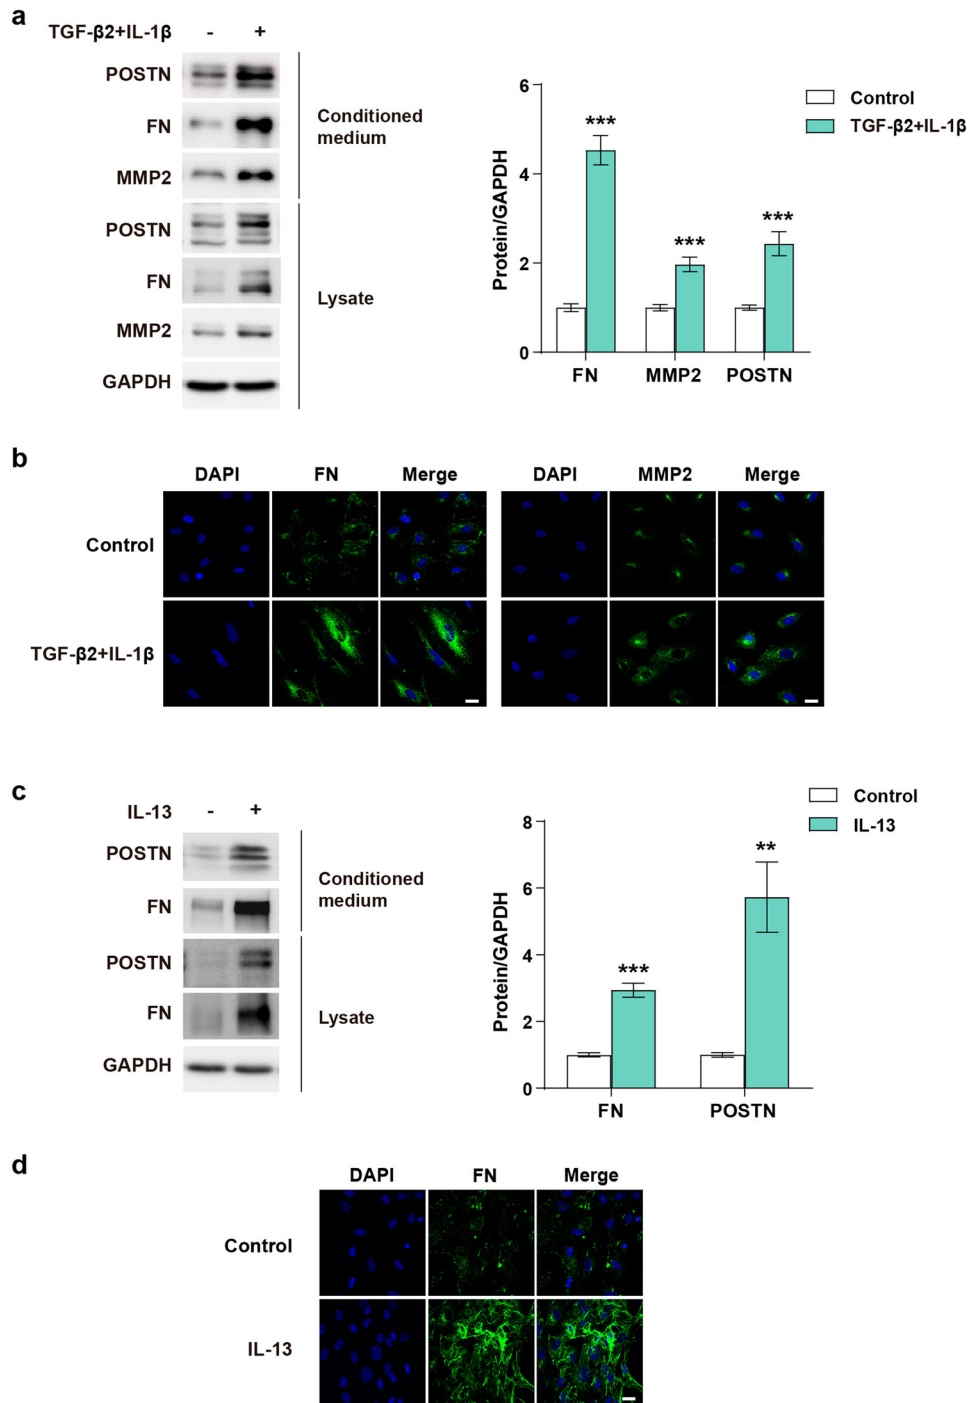 a
TGF-β2+IL-1β - +
POSTN
FN
MMP2
Conditioned
medium
POSTN
FN
MMP2
GAPDH
Lysate
Protein/GAPDH
6
4
2
0
*** *** ***
FN MMP2 POSTN
Control
TGF-β2+IL-1β
b
DAPI FN Merge DAPI MMP2 Merge
Control
TGF-β2+IL-1β
c
IL-13 - +
POSTN
FN
Conditioned
medium
POSTN
FN
GAPDH
Lysate
Protein/GAPDH
8
6
4
2
0
*** **
FN POSTN
Control
IL-13
d
DAPI FN Merge
Control
IL-13